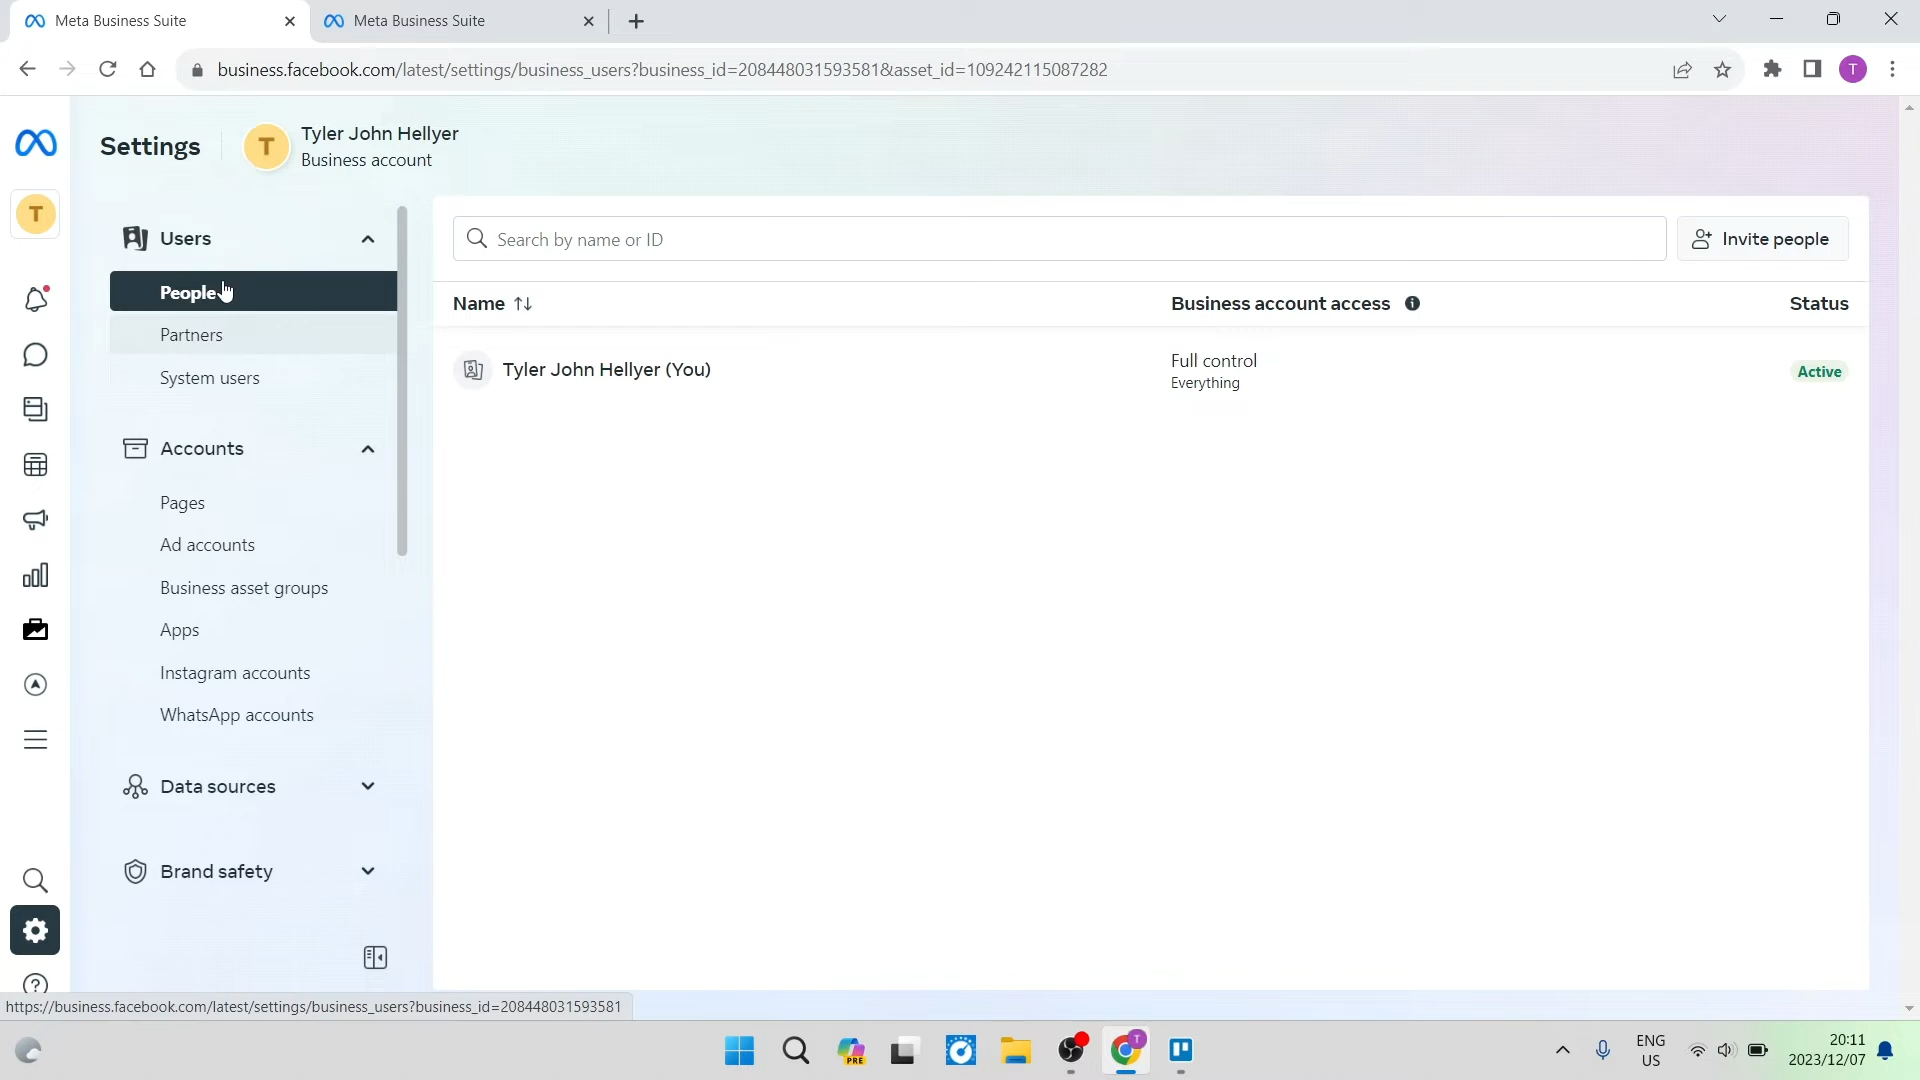 Meta Business Suite
Meta Business Suite
business.facebook.com/latest/settings/business_users?business_id=208448031593581&asset_id=109242115087282
T
Settings
T
Tyler John Hellyer
Business account
T
Users
People
Partners
System users
Accounts
Pages
Ad accounts
Business asset groups
Apps
Instagram accounts
WhatsApp accounts
Data sources
Brand safety
Search by name or ID
Invite people
Name
Business account access
Status
Tyler John Hellyer (You)
Full control
Everything
Active
https://business.facebook.com/latest/settings/business_users?business_id=208448031593581
PRE
T
ENG
US
20:11
2023/12/07